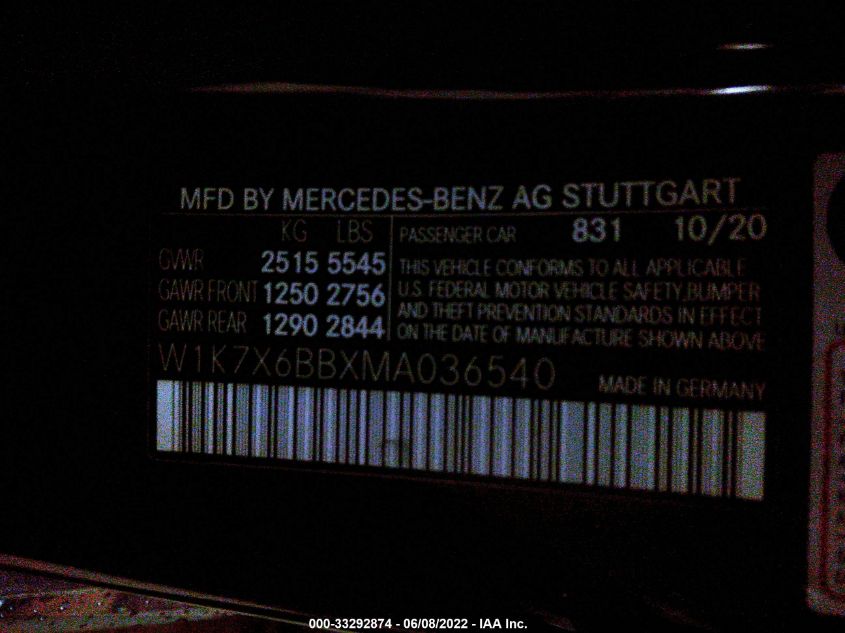 MFD BY MERCEDES-BENZ AG STUTTGART
KG LBS
GVWR 2515 5545
GAWR FRONT 1250 2756
GAWR REAR 1290 2844
PASSENGER CAR 831 10/20
THIS VEHICLE CONFORMS TO ALL APPLICABLE
U.S. FEDERAL MOTOR VEHICLE SAFETY, BUMPER
AND THEFT PREVENTION STANDARDS IN EFFECT
ON THE DATE OF MANUFACTURE SHOWN ABOVE
W1K7X6BBXMA036540
MADE IN GERMANY
000-33292874 - 06/08/2022 - IAA Inc.